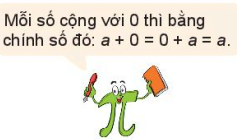 Mỗi số cộng với 0 thì bằng
chính số đó: a + 0 = 0 + a = a.